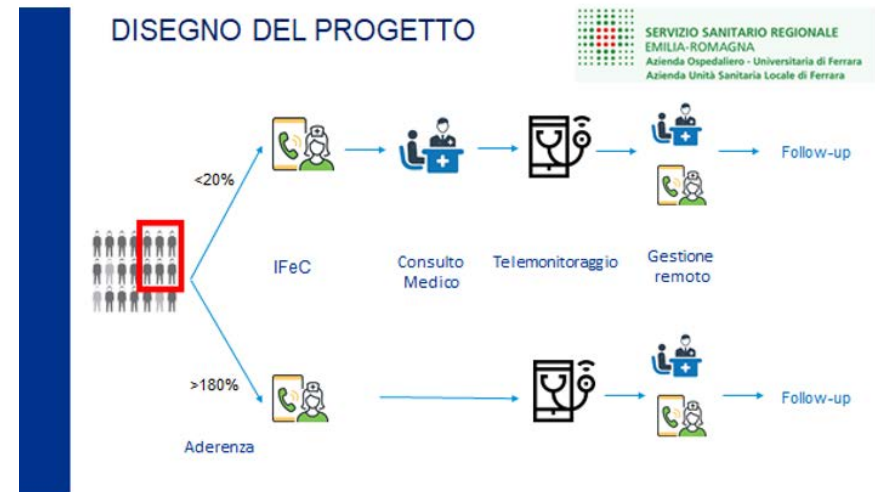 DISEGNO DEL PROGETTO
SERVIZIO SANITARIO REGIONALE
EMILIA-ROMAGNA
Azienda Ospedaliero - Universitaria di Ferrara
Azienda Unità Sanitaria Locale di Ferrara
<20%
Follow-up
IFeC
Consulto
Medico
Telemonitoraggio
Gestione
remoto
>180%
Follow-up
Aderenza